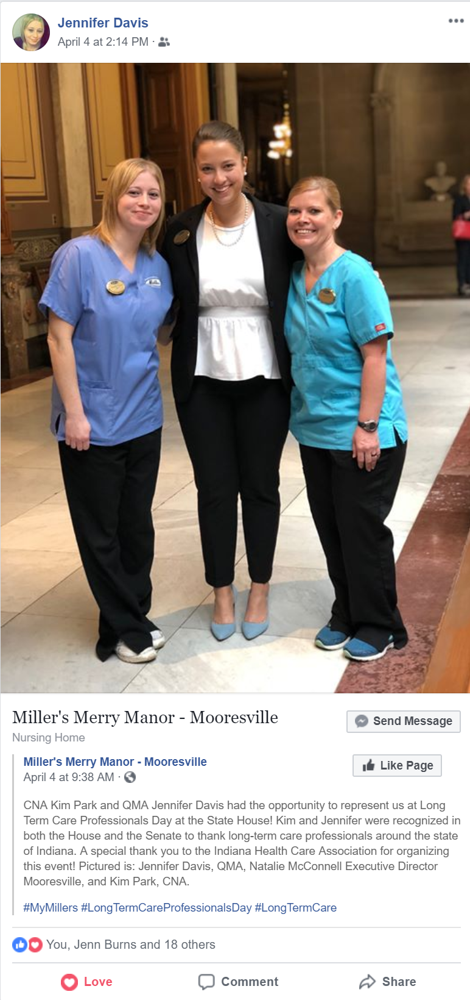 Jennifer Davis
April 4 at 2:14 PM ·
Miller's Merry Manor - Mooresville
Send Message
Nursing Home
Miller's Merry Manor - Mooresville
Like Page
April 4 at 9:38 AM ·
CNA Kim Park and QMA Jennifer Davis had the opportunity to represent us at Long
Term Care Professionals Day at the State House! Kim and Jennifer were recognized in
both the House and the Senate to thank long-term care professionals around the state
of Indiana. A special thank you to the Indiana Health Care Association for organizing
this event! Pictured is: Jennifer Davis, QMA, Natalie McConnell Executive Director
Mooresville, and Kim Park, CNA.
#MyMillers #LongTermCareProfessionalsDay #LongTermCare
You, Jenn Burns and 18 others
Love
Comment
Share